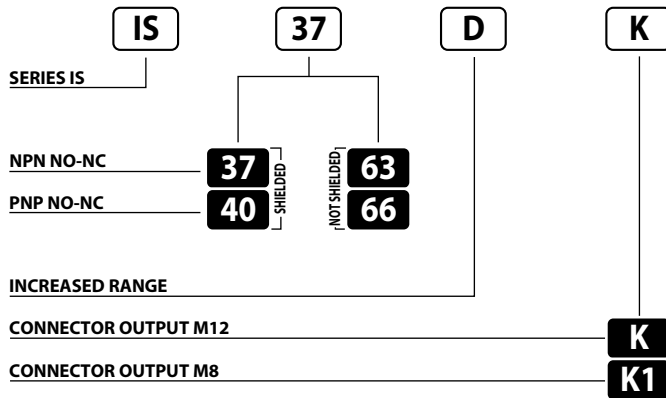 IS 37 D K
SERIES IS
NPN NO-NC 37 SHIELDED NOT SHIELDED 63
PNP NO-NC 40 66
INCREASED RANGE
CONNECTOR OUTPUT M12 K
CONNECTOR OUTPUT M8 K1